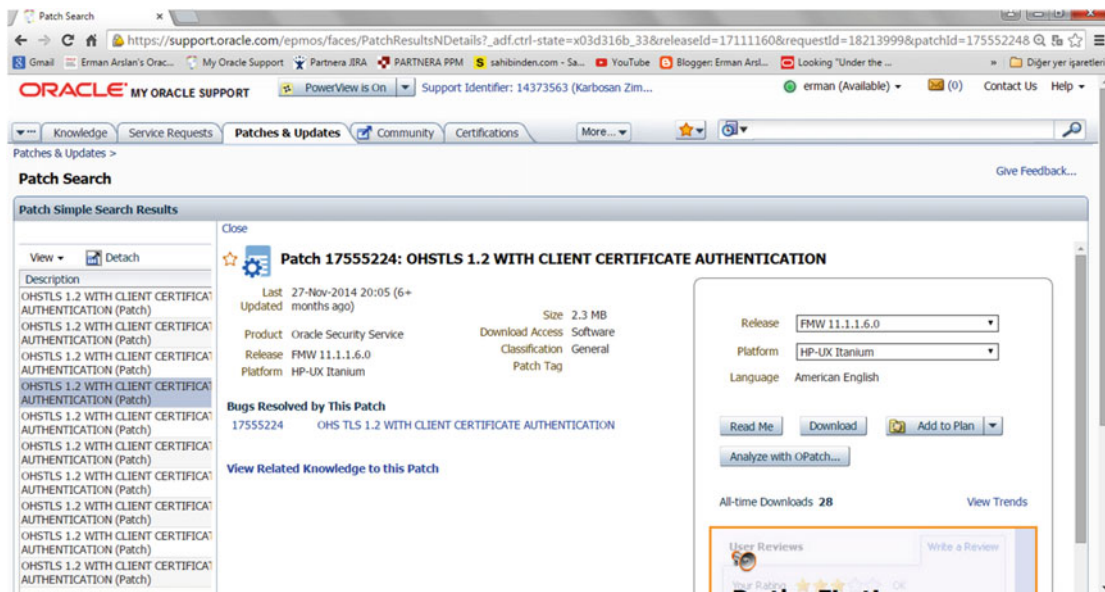 Patch Search
https://support.oracle.com/epmos/faces/PatchResultsNDetails?_adf.ctrl-state=x03d316b_33&releaseId=17111160&requestId=18213999&patchId=175552248
Gmail Erman Arslan's Orac... My Oracle Support Partnera JIRA PARTNERA PPM sahibinden.com - Sa... YouTube Blogger: Erman Arsl... Looking "Under the ... » Diğer yer işaretleri
ORACLE MY ORACLE SUPPORT PowerView is On Support Identifier: 14373563 (Karbosan Zim... erman (Available) (0) Contact Us Help
Knowledge Service Requests Patches & Updates Community Certifications More...
Patches & Updates >
Give Feedback...
Patch Search
Patch Simple Search Results
Close
View Detach
Patch 17555224: OHSTLS 1.2 WITH CLIENT CERTIFICATE AUTHENTICATION
Description
OHSTLS 1.2 WITH CLIENT CERTIFICAT
AUTHENTICATION (Patch)
OHSTLS 1.2 WITH CLIENT CERTIFICAT
AUTHENTICATION (Patch)
OHSTLS 1.2 WITH CLIENT CERTIFICAT
AUTHENTICATION (Patch)
OHSTLS 1.2 WITH CLIENT CERTIFICAT
AUTHENTICATION (Patch)
OHSTLS 1.2 WITH CLIENT CERTIFICAT
AUTHENTICATION (Patch)
OHSTLS 1.2 WITH CLIENT CERTIFICAT
AUTHENTICATION (Patch)
OHSTLS 1.2 WITH CLIENT CERTIFICAT
AUTHENTICATION (Patch)
OHSTLS 1.2 WITH CLIENT CERTIFICAT
AUTHENTICATION (Patch)
OHSTLS 1.2 WITH CLIENT CERTIFICAT
AUTHENTICATION (Patch)
OHSTLS 1.2 WITH CLIENT CERTIFICAT
AUTHENTICATION (Patch)
Last Updated 27-Nov-2014 20:05 (6+
months ago)
Product Oracle Security Service
Release FMW 11.1.1.6.0
Platform HP-UX Itanium
Size 2.3 MB
Download Access Software
Classification General
Patch Tag
Bugs Resolved by This Patch
17555224 OHS TLS 1.2 WITH CLIENT CERTIFICATE AUTHENTICATION
View Related Knowledge to this Patch
Release FMW 11.1.1.6.0
Platform HP-UX Itanium
Language American English
Read Me Download Add to Plan
Analyze with OPatch...
All-time Downloads 28 View Trends
User Reviews Write a Review
Your Rating OK